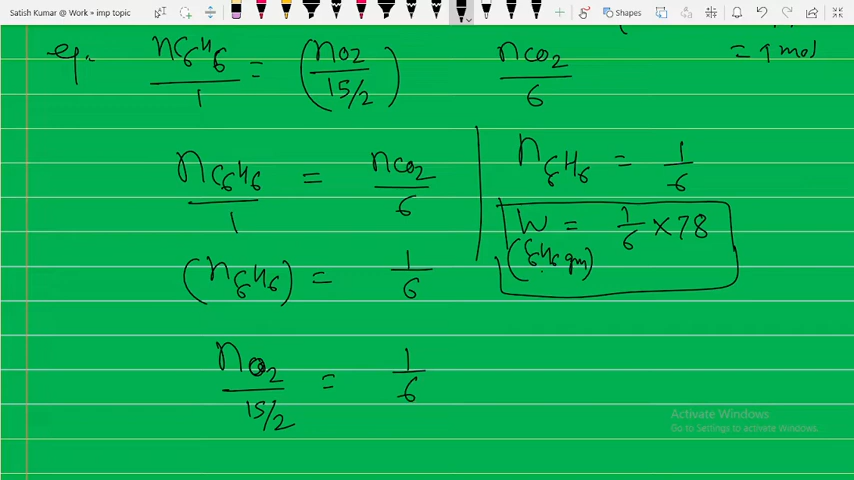 Satish Kumar @ Work » imp topic
Shapes
eq.
nC6H6/1 = (nO2/15/2) nCO2/6
= 1 mol
nC6H6/1 = nCO2/6
(nC6H6) = 1/6
nO2/15/2 = 1/6
nC6H6 = 1/6
W = 1/6 × 78
(C6H6 gm)
Activate Windows
Go to Settings to activate Windows.